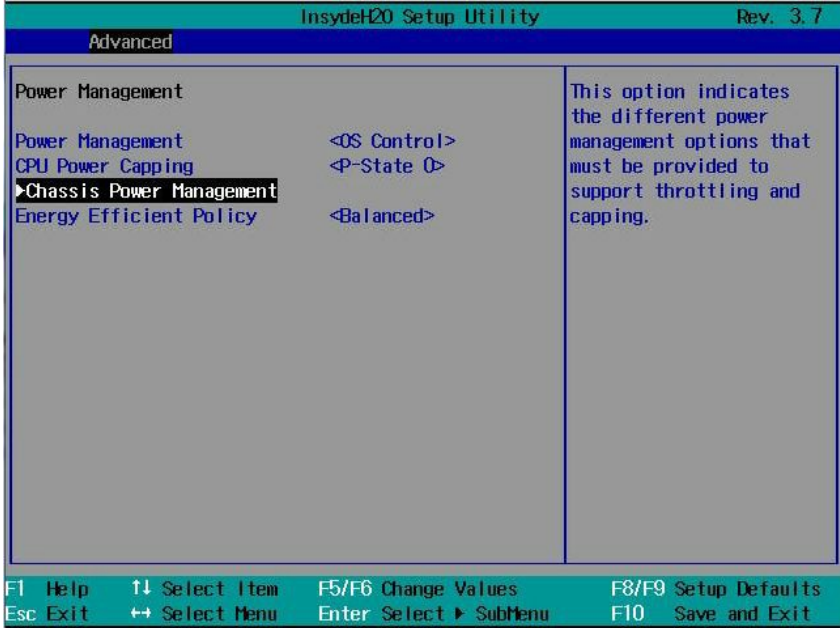 InsydeH2O Setup Utility Rev. 3.7
Advanced
Power Management
Power Management <OS Control>
CPU Power Capping <P-State 0>
▶Chassis Power Management
Energy Efficient Policy <Balanced>
This option indicates
the different power
management options that
must be provided to
support throttling and
capping.
F1 Help ↑↓ Select Item F5/F6 Change Values F8/F9 Setup Defaults
Esc Exit ↔ Select Menu Enter Select ▶ SubMenu F10 Save and Exit